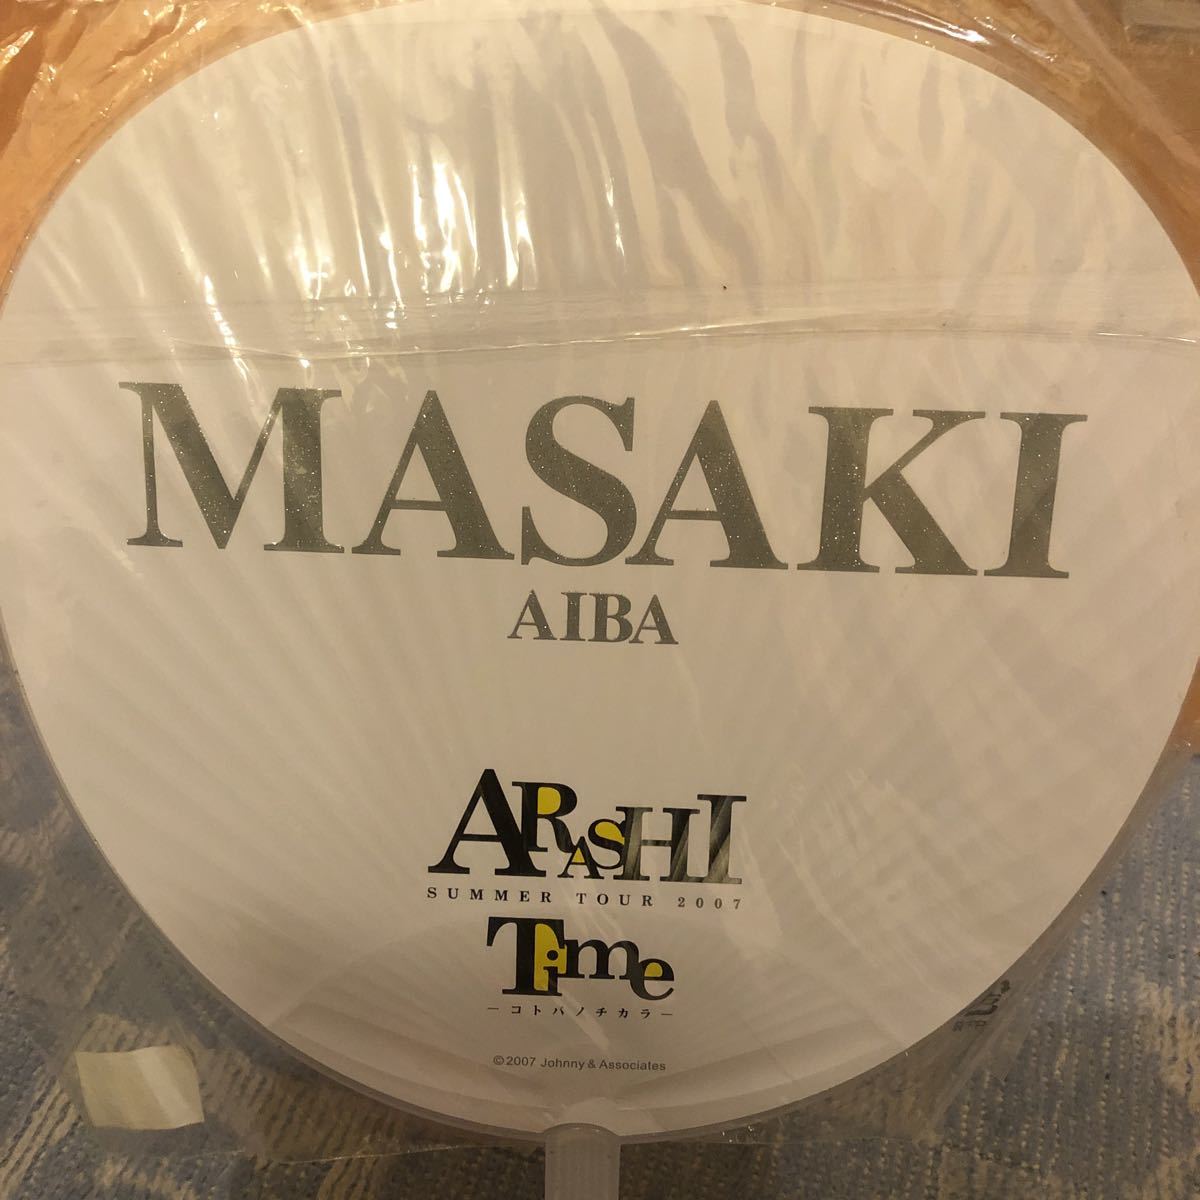 MASAKI
AIBA
ARASHI
SUMMER TOUR 2007
Time
－コトバノチカラ－
©2007 Johnny & Associates